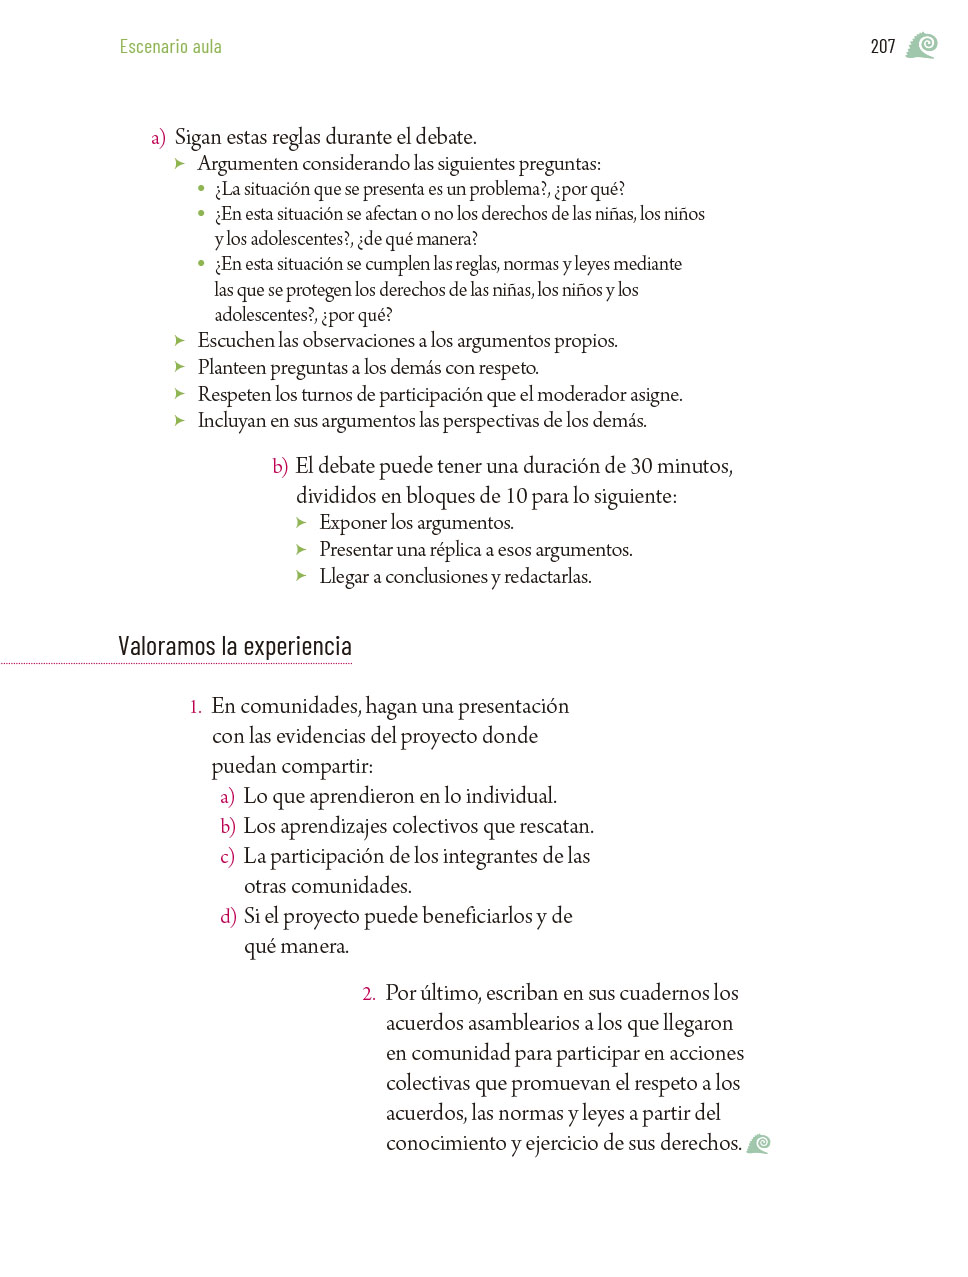 Escenario aula
207
a) Sigan estas reglas durante el debate.
➤ Argumenten considerando las siguientes preguntas:
• ¿La situación que se presenta es un problema?, ¿por qué?
• ¿En esta situación se afectan o no los derechos de las niñas, los niños
y los adolescentes?, ¿de qué manera?
• ¿En esta situación se cumplen las reglas, normas y leyes mediante
las que se protegen los derechos de las niñas, los niños y los
adolescentes?, ¿por qué?
➤ Escuchen las observaciones a los argumentos propios.
➤ Planteen preguntas a los demás con respeto.
➤ Respeten los turnos de participación que el moderador asigne.
➤ Incluyan en sus argumentos las perspectivas de los demás.
b) El debate puede tener una duración de 30 minutos,
divididos en bloques de 10 para lo siguiente:
➤ Exponer los argumentos.
➤ Presentar una réplica a esos argumentos.
➤ Llegar a conclusiones y redactarlas.
Valoramos la experiencia
1. En comunidades, hagan una presentación
con las evidencias del proyecto donde
puedan compartir:
a) Lo que aprendieron en lo individual.
b) Los aprendizajes colectivos que rescatan.
c) La participación de los integrantes de las
otras comunidades.
d) Si el proyecto puede beneficiarlos y de
qué manera.
2. Por último, escriban en sus cuadernos los
acuerdos asamblearios a los que llegaron
en comunidad para participar en acciones
colectivas que promuevan el respeto a los
acuerdos, las normas y leyes a partir del
conocimiento y ejercicio de sus derechos.